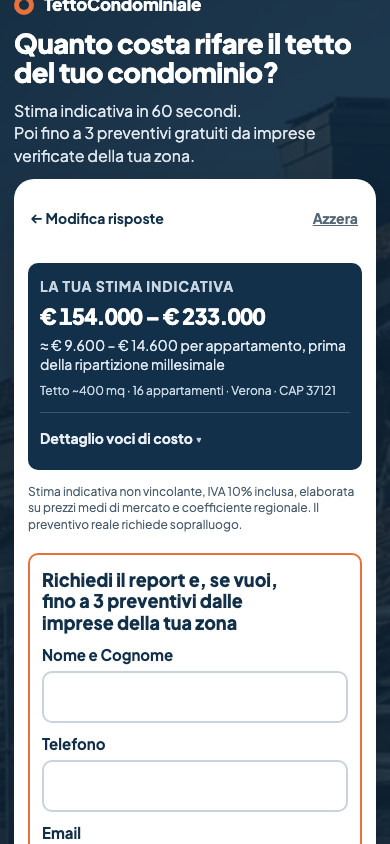 TettoCondominiale
Quanto costa rifare il tetto
del tuo condominio?
Stima indicativa in 60 secondi.
Poi fino a 3 preventivi gratuiti da imprese
verificate della tua zona.
← Modifica risposte
Azzera
LA TUA STIMA INDICATIVA
€ 154.000 – € 233.000
≈ € 9.600 – € 14.600 per appartamento, prima
della ripartizione millesimale
Tetto ~400 mq · 16 appartamenti · Verona · CAP 37121
Dettaglio voci di costo ▾
Stima indicativa non vincolante, IVA 10% inclusa, elaborata
su prezzi medi di mercato e coefficiente regionale. Il
preventivo reale richiede sopralluogo.
Richiedi il report e, se vuoi,
fino a 3 preventivi dalle
imprese della tua zona
Nome e Cognome
Telefono
Email